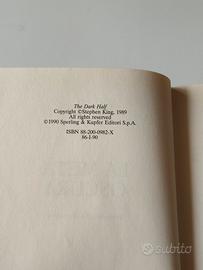 The Dark Half
Copyright ©Stephen King, 1989
All rights reserved
©1990 Sperling & Kupfer Editori S.p.A.
ISBN 88-200-0982-X
86-I-90
subito